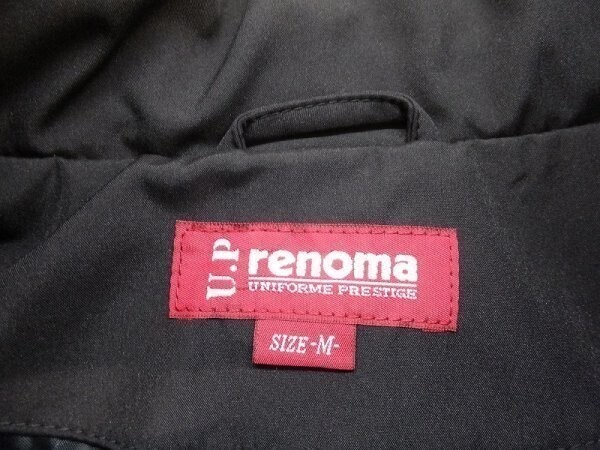 U.P
renoma
UNIFORME PRESTIGE
SIZE-M-